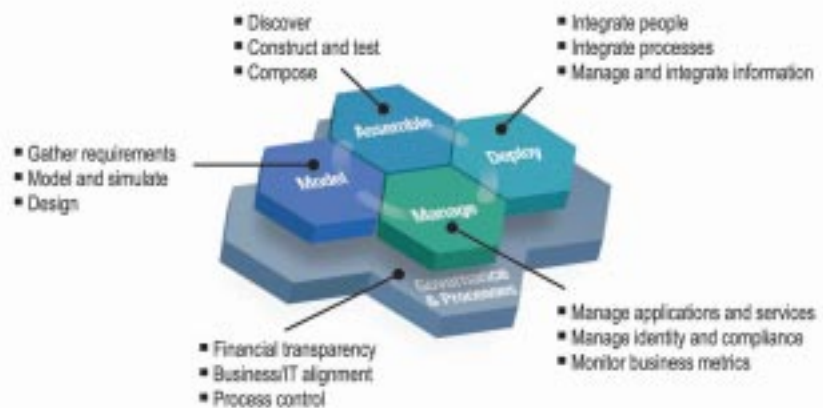 ▪ Discover
▪ Construct and test
▪ Compose
▪ Integrate people
▪ Integrate processes
▪ Manage and integrate information
Assemble
Deploy
▪ Gather requirements
▪ Model and simulate
▪ Design
Model
Manage
Governance
& Processes
▪ Manage applications and services
▪ Manage identity and compliance
▪ Monitor business metrics
▪ Financial transparency
▪ Business/IT alignment
▪ Process control